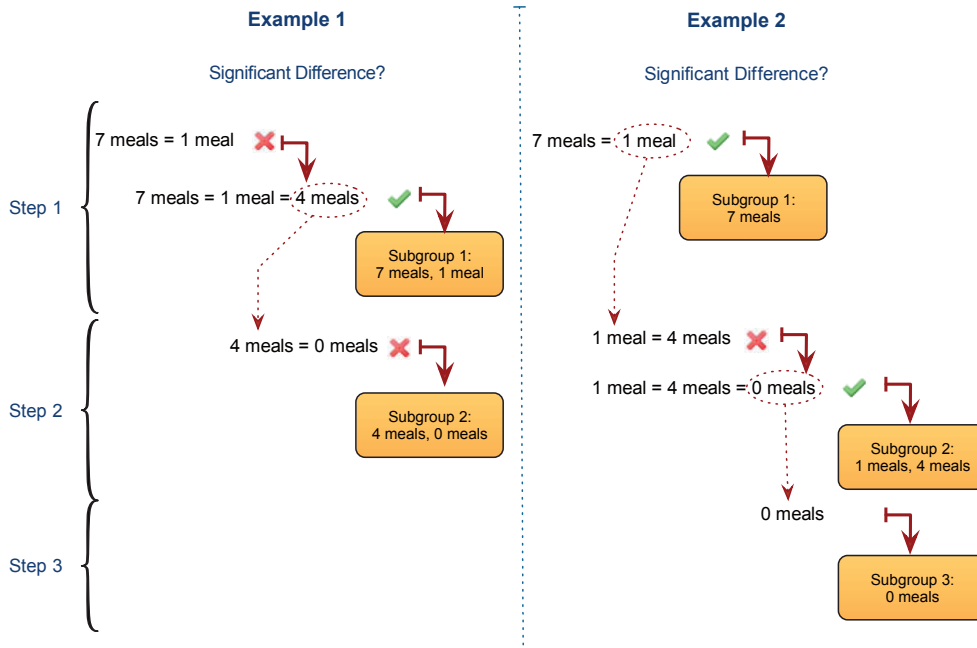 Example 1
Significant Difference?
Step 1
7 meals = 1 meal
7 meals = 1 meal = 4 meals
Subgroup 1:
7 meals, 1 meal
Step 2
4 meals = 0 meals
Subgroup 2:
4 meals, 0 meals
Step 3
Example 2
Significant Difference?
7 meals = 1 meal
Subgroup 1:
7 meals
1 meal = 4 meals
1 meal = 4 meals = 0 meals
Subgroup 2:
1 meals, 4 meals
0 meals
Subgroup 3:
0 meals